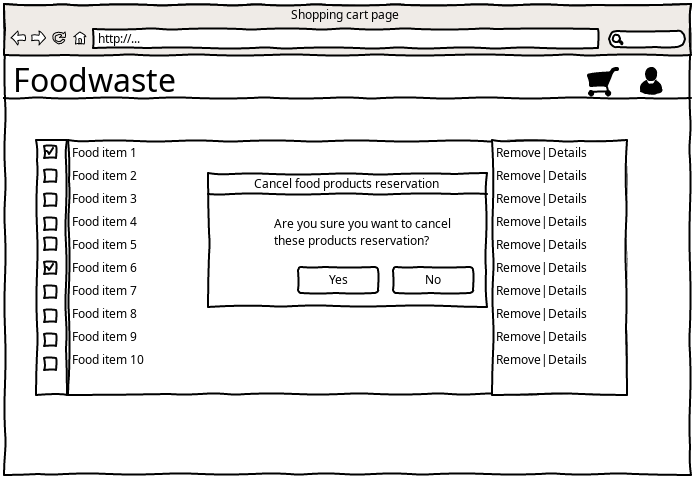 Shopping cart page
http://...
Foodwaste
Food item 1 Remove|Details
Food item 2 Remove|Details
Food item 3 Remove|Details
Food item 4 Remove|Details
Food item 5 Remove|Details
Food item 6 Remove|Details
Food item 7 Remove|Details
Food item 8 Remove|Details
Food item 9 Remove|Details
Food item 10 Remove|Details
Cancel food products reservation
Are you sure you want to cancel
these products reservation?
Yes No